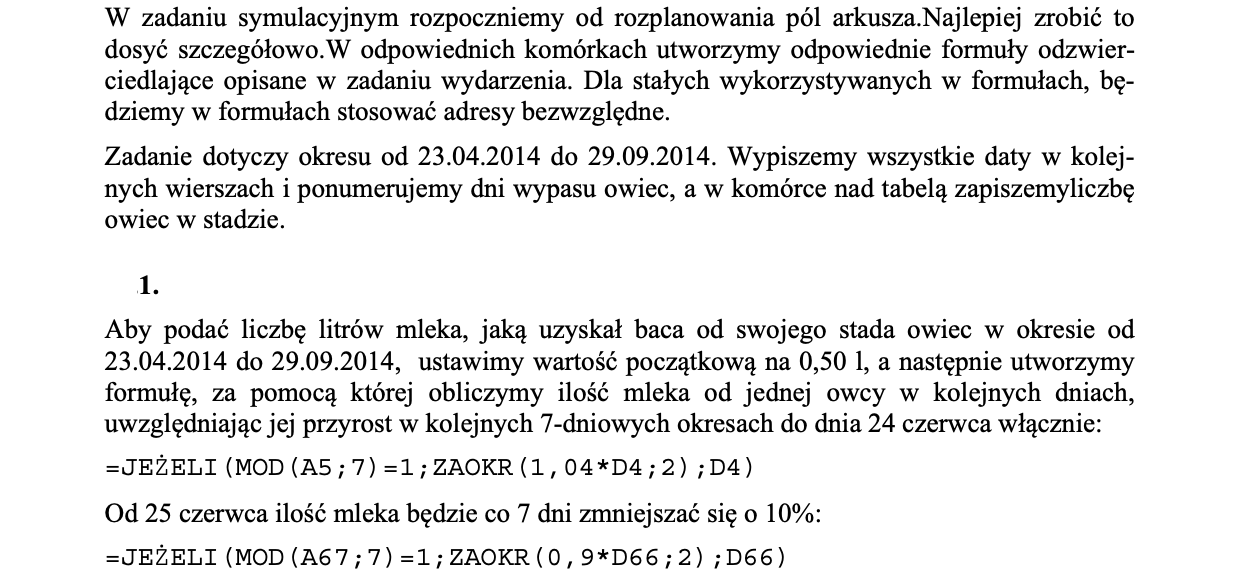 W zadaniu symulacyjnym rozpoczniemy od rozplanowania pól arkusza.Najlepiej zrobić to
dosyć szczegółowo.W odpowiednich komórkach utworzymy odpowiednie formuły odzwier-
ciedlające opisane w zadaniu wydarzenia. Dla stałych wykorzystywanych w formułach, bę-
dziemy w formułach stosować adresy bezwzględne.
Zadanie dotyczy okresu od 23.04.2014 do 29.09.2014. Wypiszemy wszystkie daty w kolej-
nych wierszach i ponumerujemy dni wypasu owiec, a w komórce nad tabelą zapiszemyliczbę
owiec w stadzie.
1.
Aby podać liczbę litrów mleka, jaką uzyskał baca od swojego stada owiec w okresie od
23.04.2014 do 29.09.2014, ustawimy wartość początkową na 0,50 l, a następnie utworzymy
formułę, za pomocą której obliczymy ilość mleka od jednej owcy w kolejnych dniach,
uwzględniając jej przyrost w kolejnych 7-dniowych okresach do dnia 24 czerwca włącznie:
=JEŻELI(MOD(A5;7)=1;ZAOKR(1,04*D4;2);D4)
Od 25 czerwca ilość mleka będzie co 7 dni zmniejszać się o 10%:
=JEŻELI(MOD(A67;7)=1;ZAOKR(0,9*D66;2);D66)